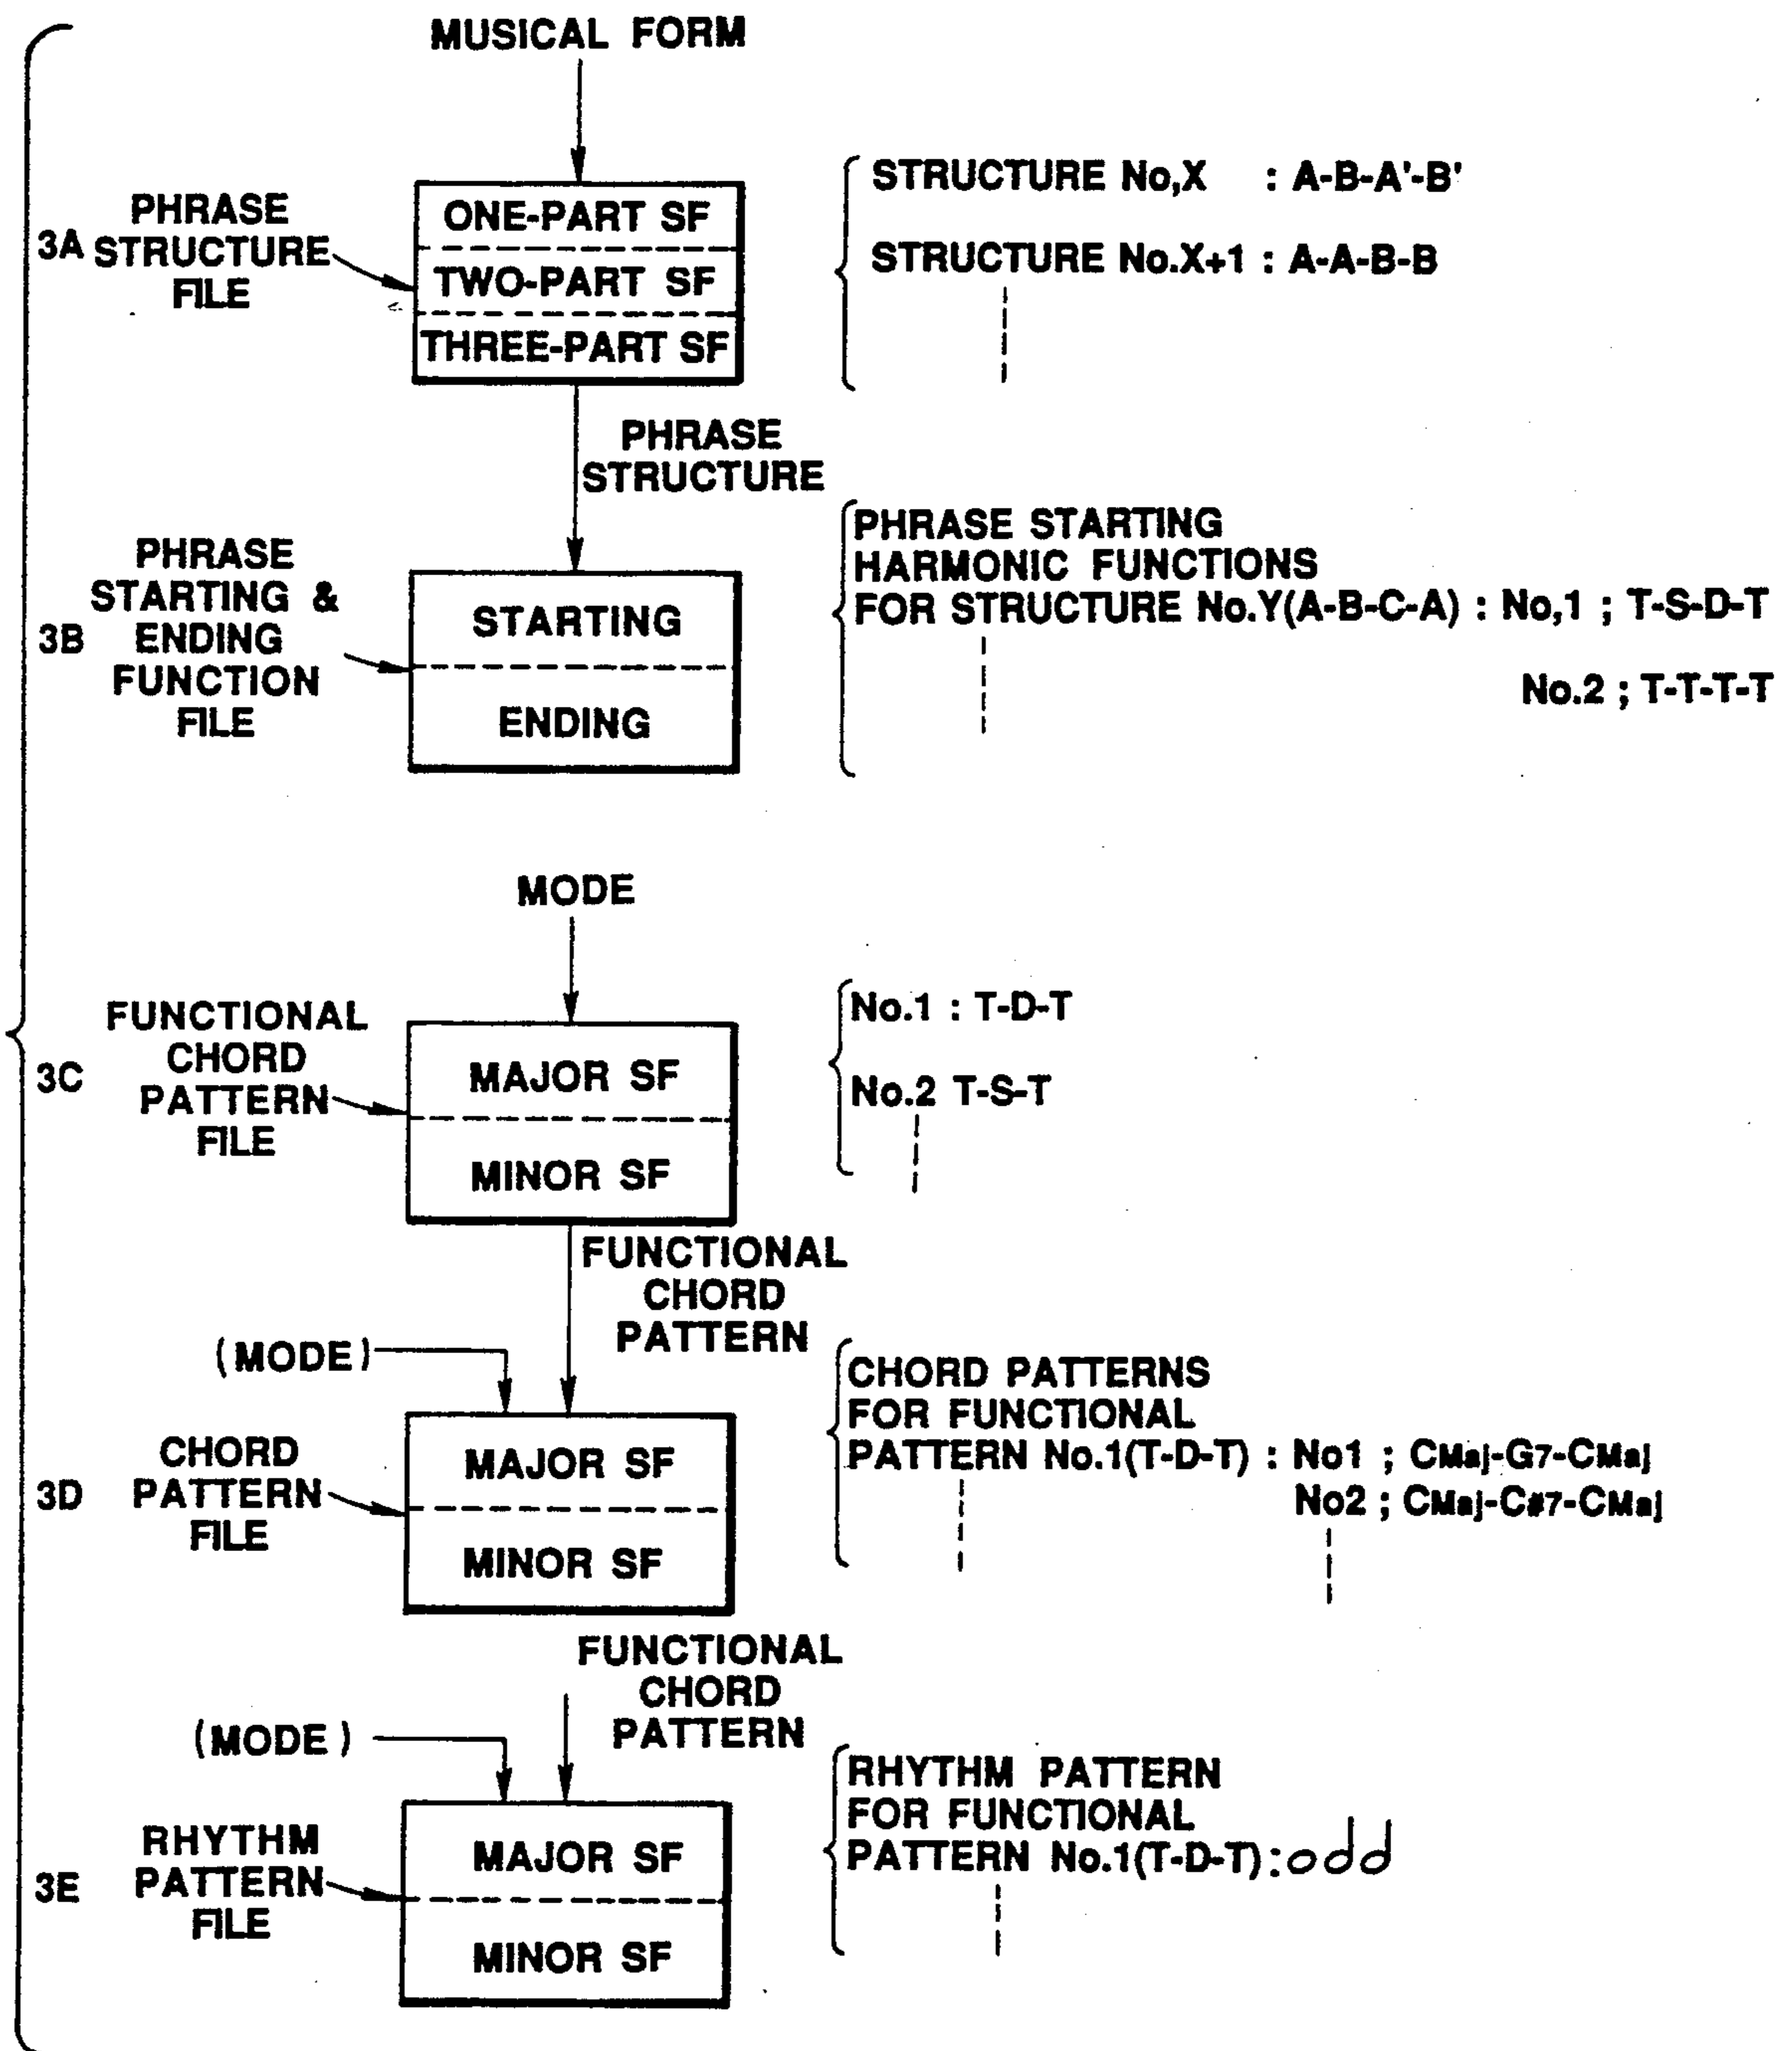 MUSICAL FORM
3A
PHRASE
STRUCTURE
FILE
ONE-PART SF
TWO-PART SF
THREE-PART SF
STRUCTURE No,X : A-B-A'-B'
STRUCTURE No.X+1 : A-A-B-B
PHRASE
STRUCTURE
3B
PHRASE
STARTING &
ENDING
FUNCTION
FILE
STARTING
ENDING
PHRASE STARTING
HARMONIC FUNCTIONS
FOR STRUCTURE No.Y(A-B-C-A) : No,1 ; T-S-D-T
No.2 ; T-T-T-T
MODE
3C
FUNCTIONAL
CHORD
PATTERN
FILE
MAJOR SF
MINOR SF
No.1 : T-D-T
No.2 T-S-T
FUNCTIONAL
CHORD
PATTERN
(MODE)
3D
CHORD
PATTERN
FILE
MAJOR SF
MINOR SF
CHORD PATTERNS
FOR FUNCTIONAL
PATTERN No.1(T-D-T) : No1 ; CMaj-G7-CMaj
No2 ; CMaj-C#7-CMaj
FUNCTIONAL
CHORD
PATTERN
(MODE)
3E
RHYTHM
PATTERN
FILE
MAJOR SF
MINOR SF
RHYTHM PATTERN
FOR FUNCTIONAL
PATTERN No.1(T-D-T):